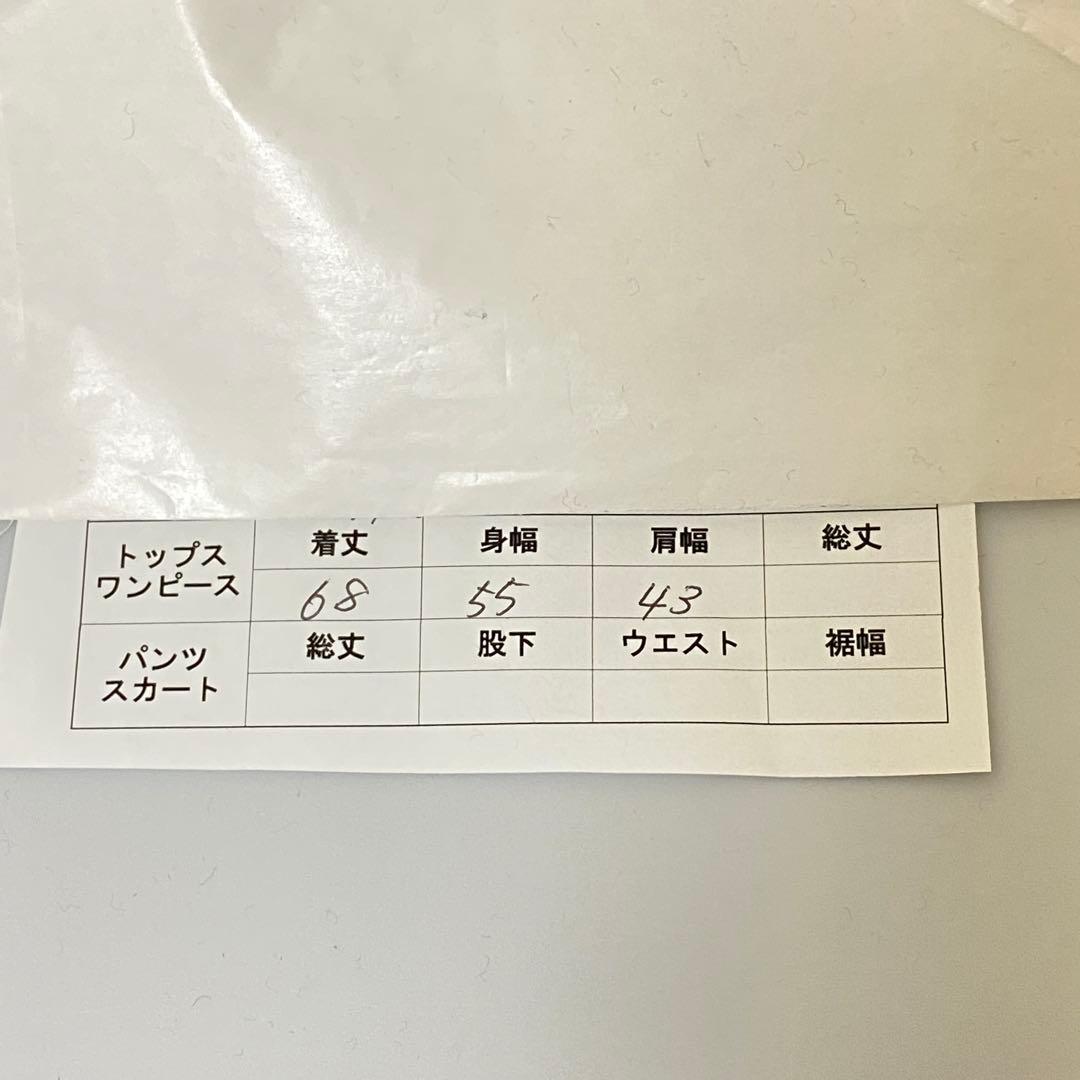 トップス
ワンピース
着丈 身幅 肩幅 総丈
68 55 43
パンツ
スカート
総丈 股下 ウエスト 裾幅